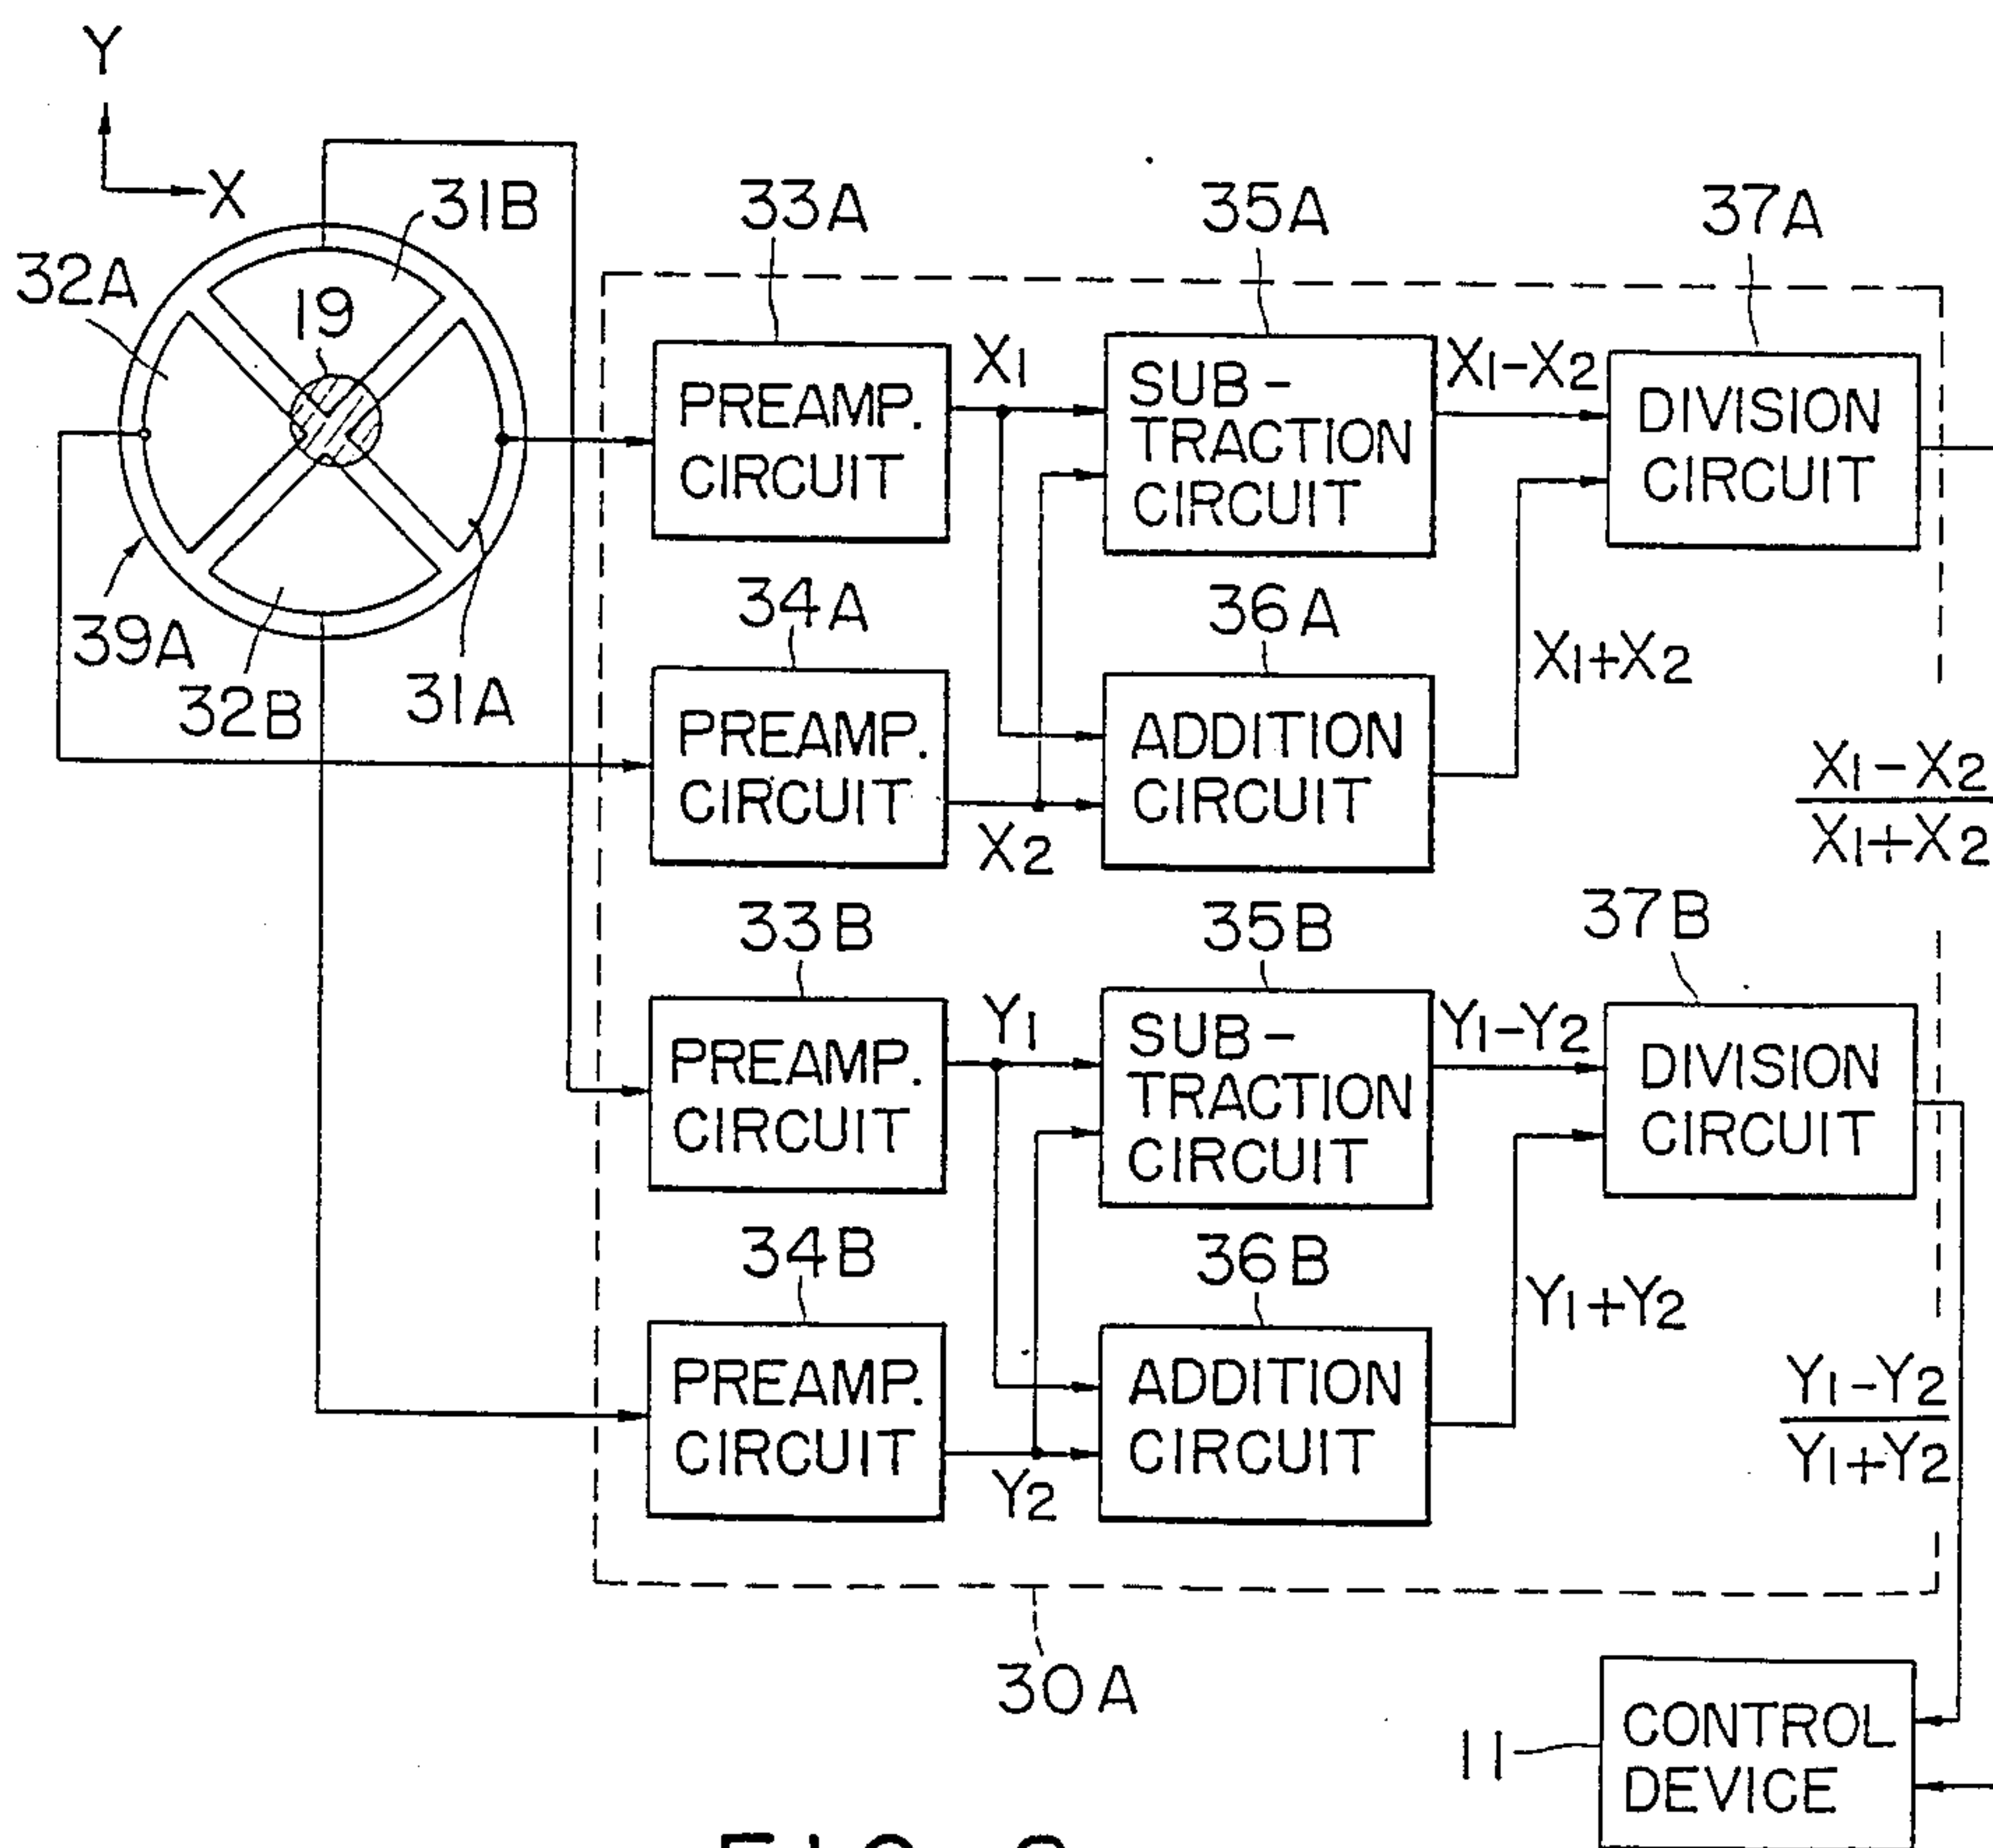 Y
X
31B
32A
19
39A
32B
31A
33A
35A
37A
PREAMP.
CIRCUIT
X1
SUB-
TRACTION
CIRCUIT
X1-X2
DIVISION
CIRCUIT
34A
36A
PREAMP.
CIRCUIT
X2
ADDITION
CIRCUIT
X1+X2
X1-X2
X1+X2
33B
35B
37B
PREAMP.
CIRCUIT
Y1
SUB-
TRACTION
CIRCUIT
Y1-Y2
DIVISION
CIRCUIT
34B
36B
PREAMP.
CIRCUIT
Y2
ADDITION
CIRCUIT
Y1+Y2
Y1-Y2
Y1+Y2
30A
11
CONTROL
DEVICE